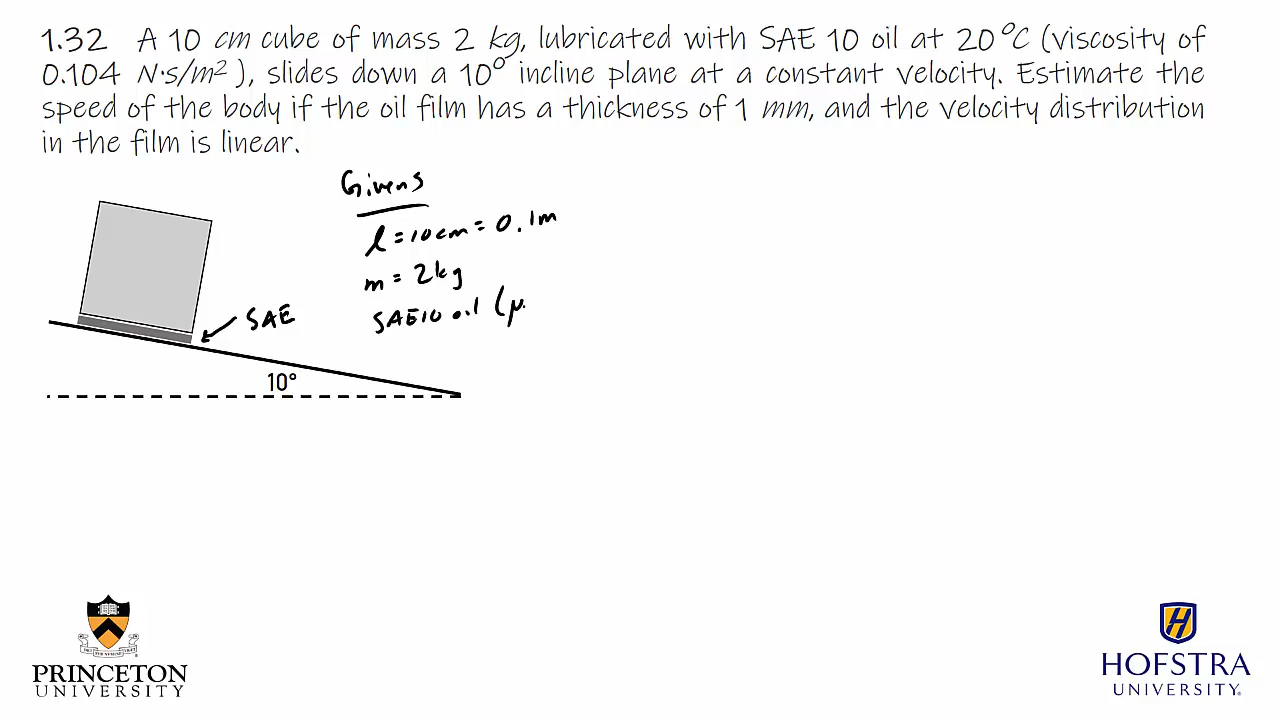 1.32 A 10 cm cube of mass 2 kg, lubricated with SAE 10 oil at 20°C (viscosity of
0.104 N·s/m²), slides down a 10° incline plane at a constant velocity. Estimate the
speed of the body if the oil film has a thickness of 1 mm, and the velocity distribution
in the film is linear.
Givens
l = 10cm = 0.1m
m = 2kg
SAE10 oil (μ
SAE
10°
PRINCETON
UNIVERSITY
HOFSTRA
UNIVERSITY.